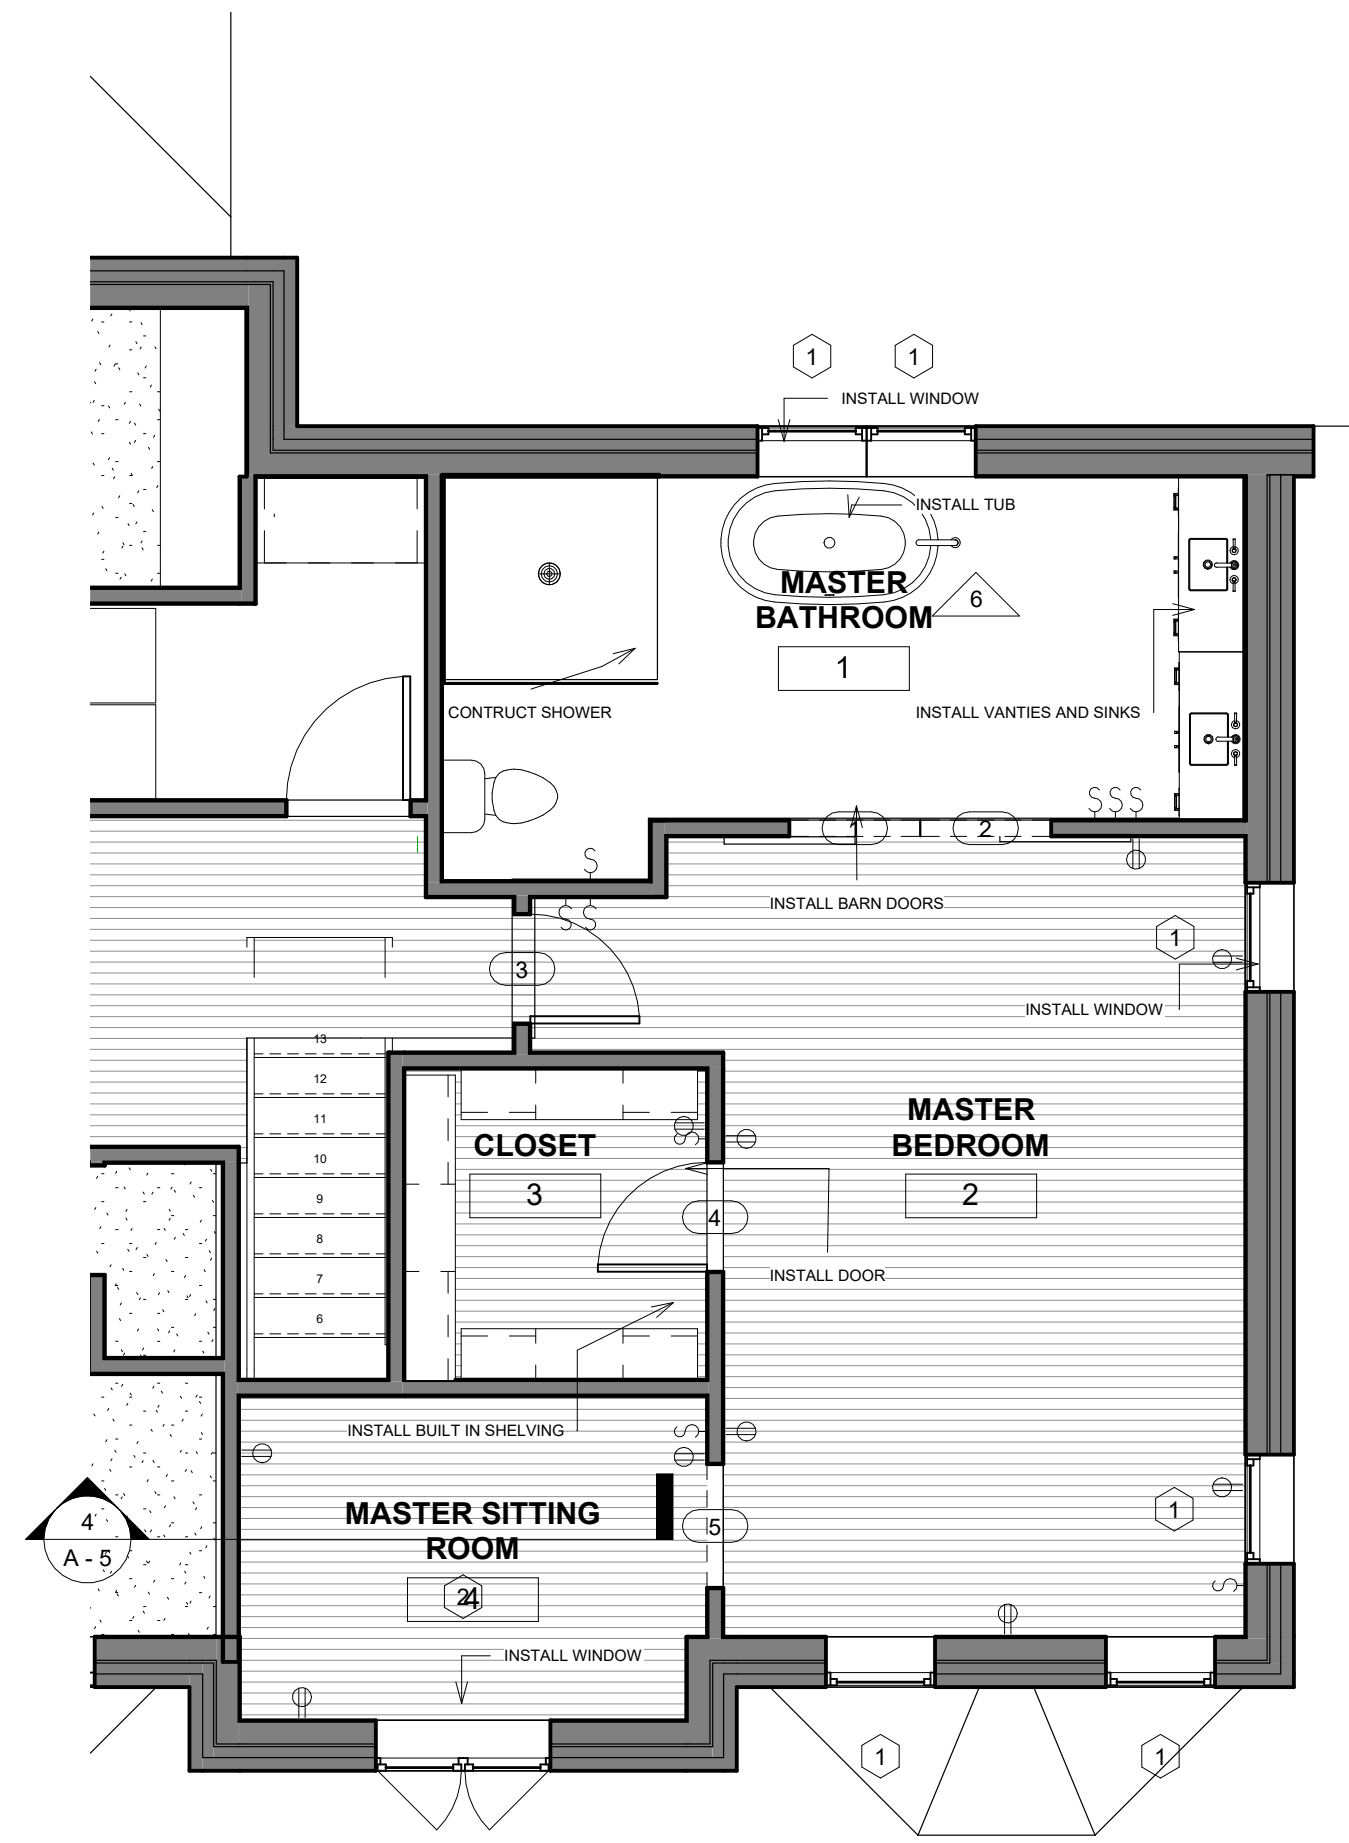 1 1
INSTALL WINDOW
INSTALL TUB
MASTER
BATHROOM
6
1
CONTRUCT SHOWER
INSTALL VANTIES AND SINKS
S S S
2
S
INSTALL BARN DOORS
S S
1
3
INSTALL WINDOW
13
12
11
10
9
8
7
6
MASTER
BEDROOM
2
CLOSET
3
S
4
INSTALL DOOR
INSTALL BUILT IN SHELVING
S
MASTER SITTING
ROOM
4
A - 5
5
1
2
4
S
INSTALL WINDOW
1
1